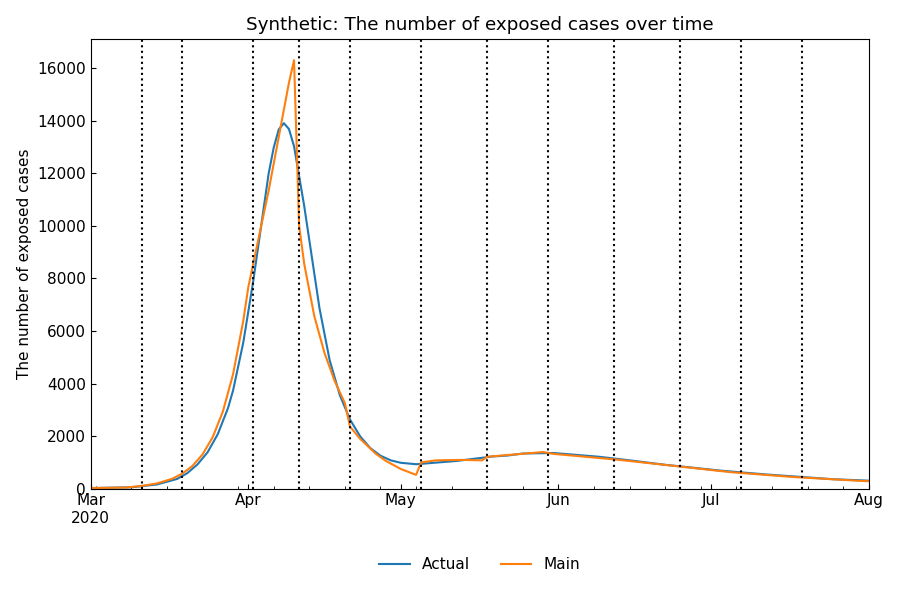 Synthetic: The number of exposed cases over time
The number of exposed cases
16000
14000
12000
10000
8000
6000
4000
2000
0
Mar Apr May Jun Jul Aug
2020
Actual Main